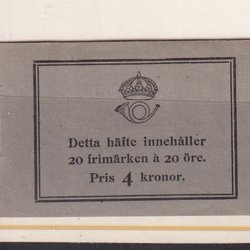 Detta häfte innehåller
20 frimärken à 20 öre.
Pris 4 kronor.